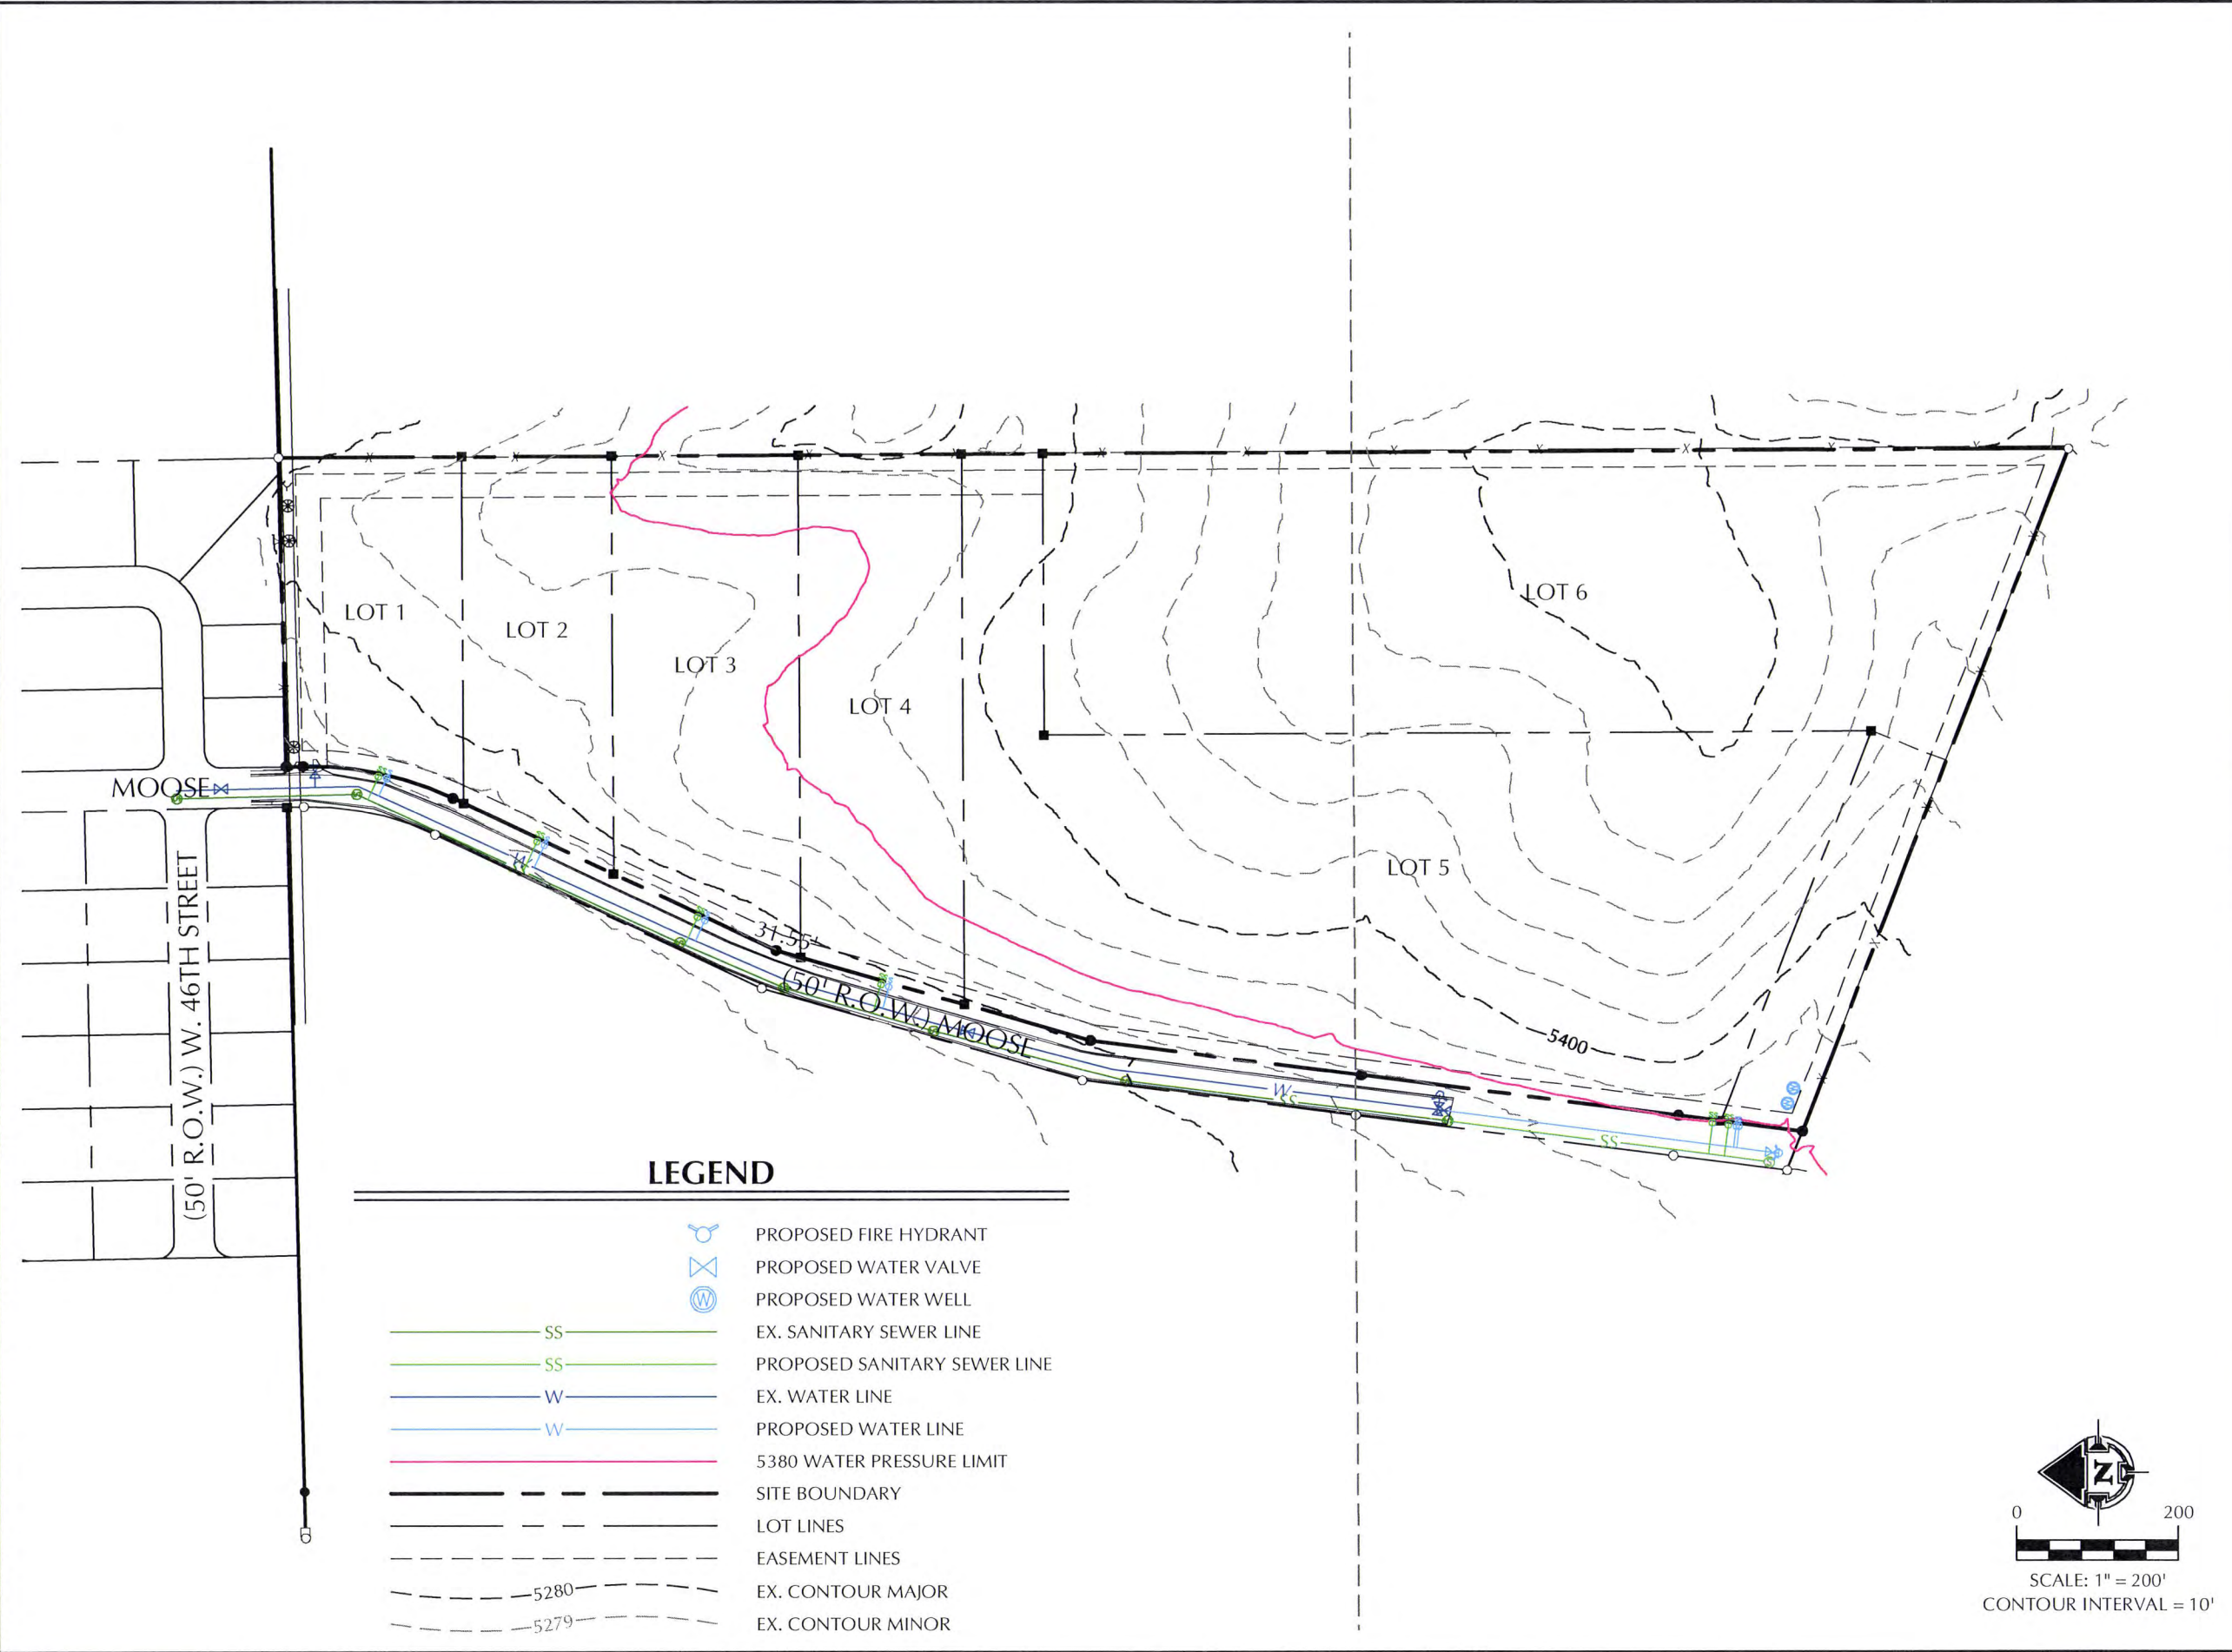 LOT 1
LOT 2
LOT 3
LOT 4
LOT 5
LOT 6
MOOSE
(50' R.O.W.) W. 46TH STREET
31.55'
(50' R.O.W.) MOOSE
W
W
SS
SS
5400
LEGEND
PROPOSED FIRE HYDRANT
PROPOSED WATER VALVE
W PROPOSED WATER WELL
SS EX. SANITARY SEWER LINE
SS PROPOSED SANITARY SEWER LINE
W EX. WATER LINE
W PROPOSED WATER LINE
5380 WATER PRESSURE LIMIT
SITE BOUNDARY
LOT LINES
EASEMENT LINES
5280 EX. CONTOUR MAJOR
5279 EX. CONTOUR MINOR
N
0 200
SCALE: 1" = 200'
CONTOUR INTERVAL = 10'